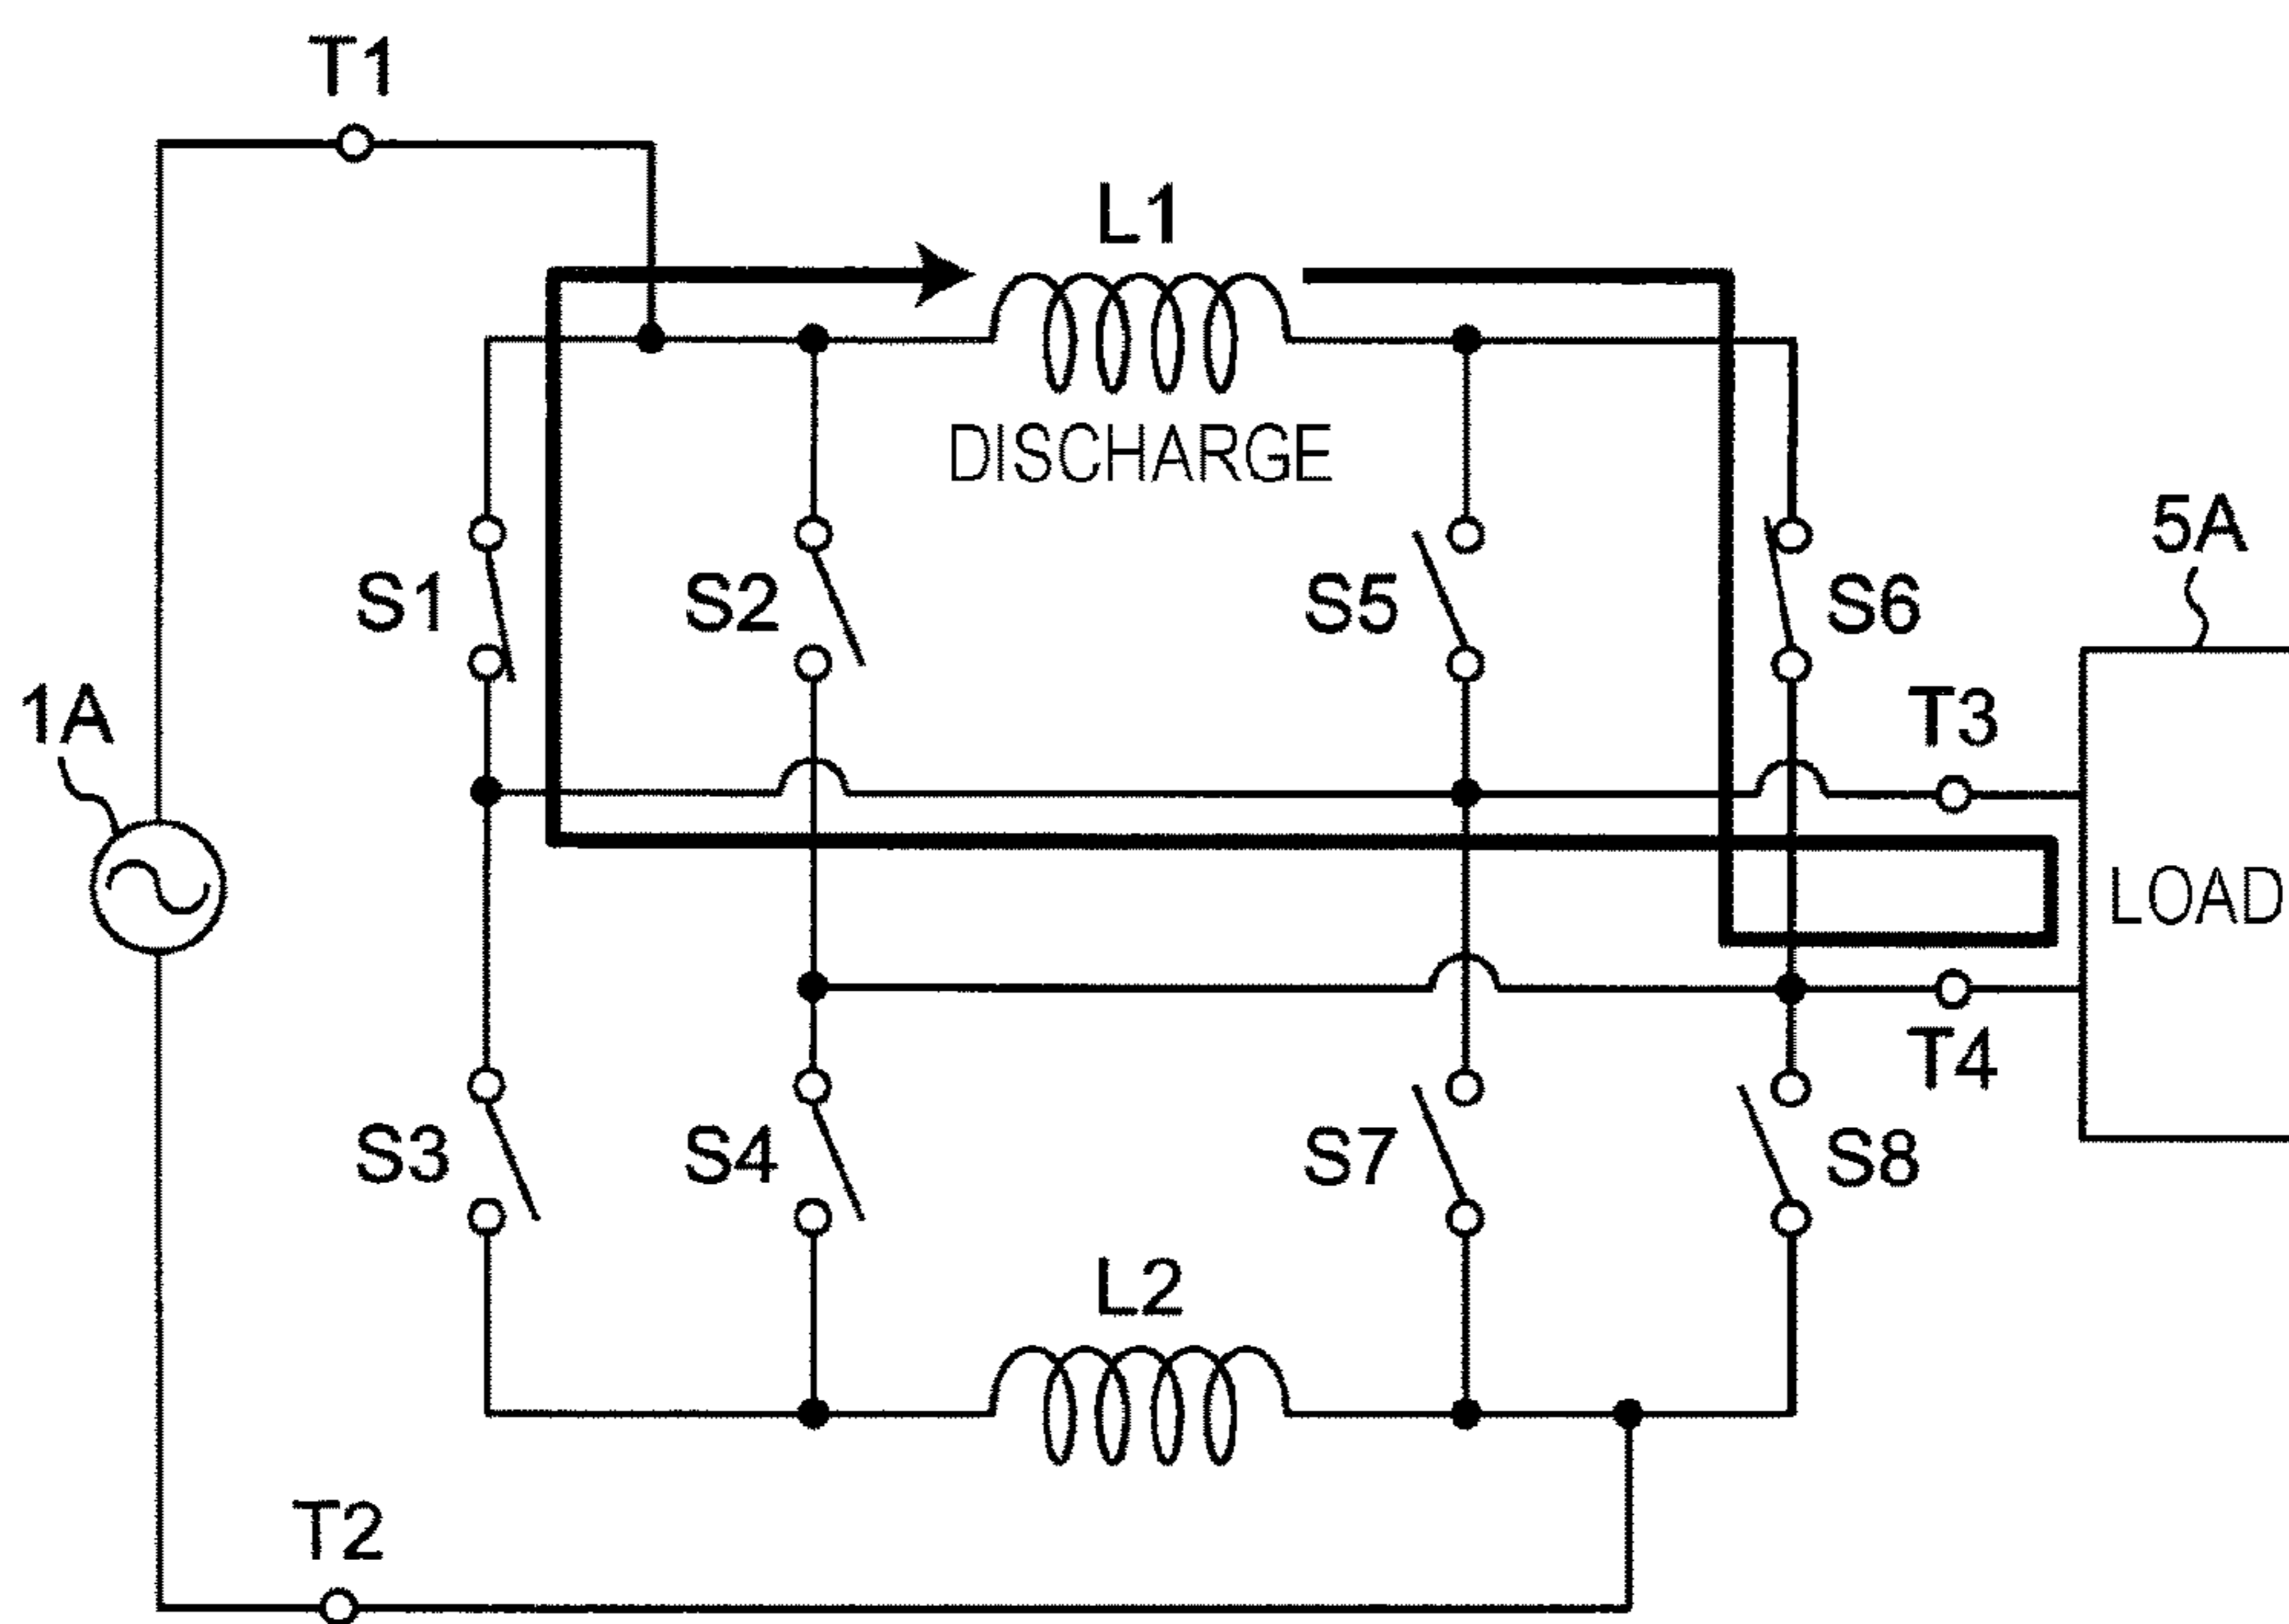 T1
L1
DISCHARGE
5A
S1
S2
S5
S6
1A
T3
LOAD
T4
S3
S4
S7
S8
L2
T2